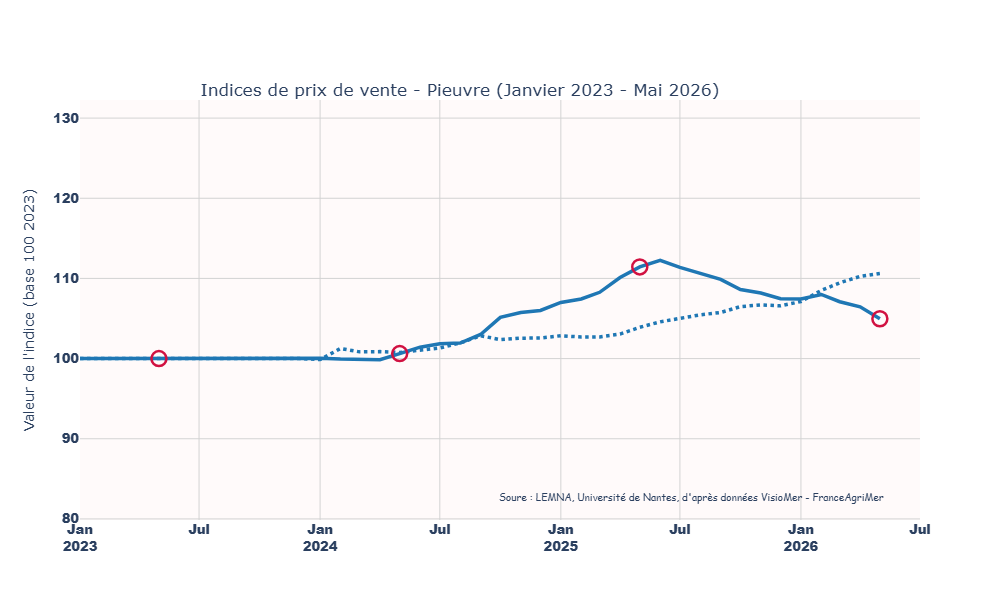 Indices de prix de vente - Pieuvre (Janvier 2023 - Mai 2026)
Valeur de l'Indice (base 100 2023)
130
120
110
100
90
80
Soure : LEMNA, Université de Nantes, d'après données VisioMer - FranceAgriMer
Jan Jul Jan Jul Jan Jul Jan Jul
2023 2024 2025 2026